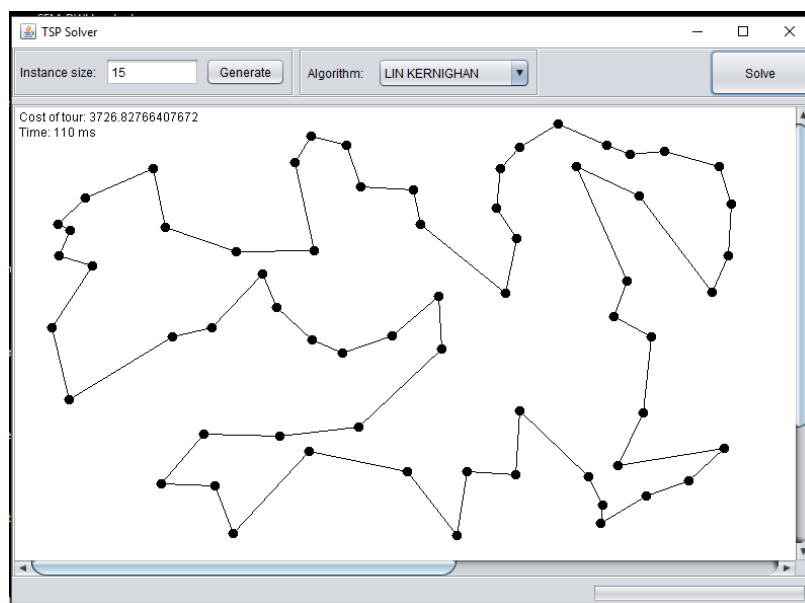 TSP Solver
Instance size: 15 Generate Algorithm: LIN KERNIGHAN Solve
Cost of tour: 3726.82766407672
Time: 110 ms